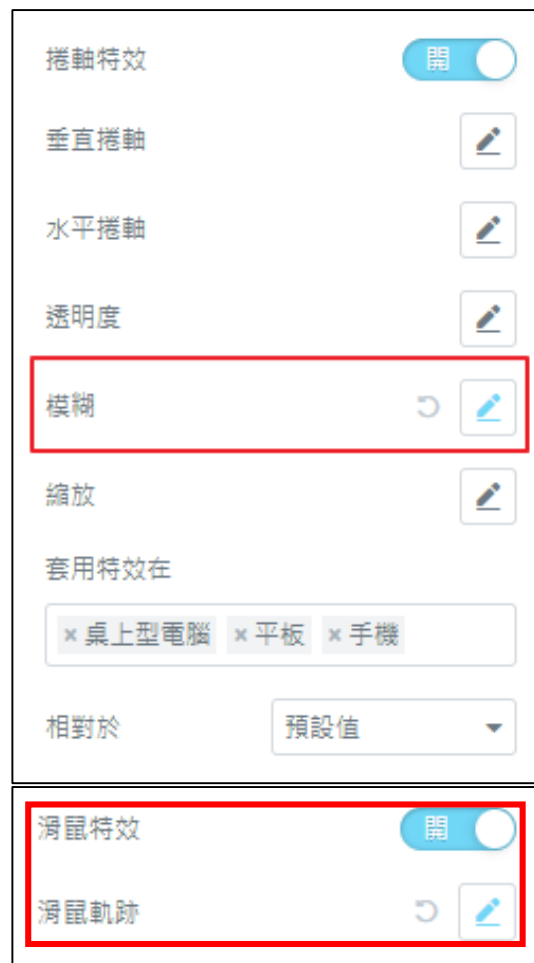 捲軸特效 開
垂直捲軸
水平捲軸
透明度
模糊
縮放
套用特效在
×桌上型電腦 ×平板 ×手機
相對於 預設值
滑鼠特效 開
滑鼠軌跡